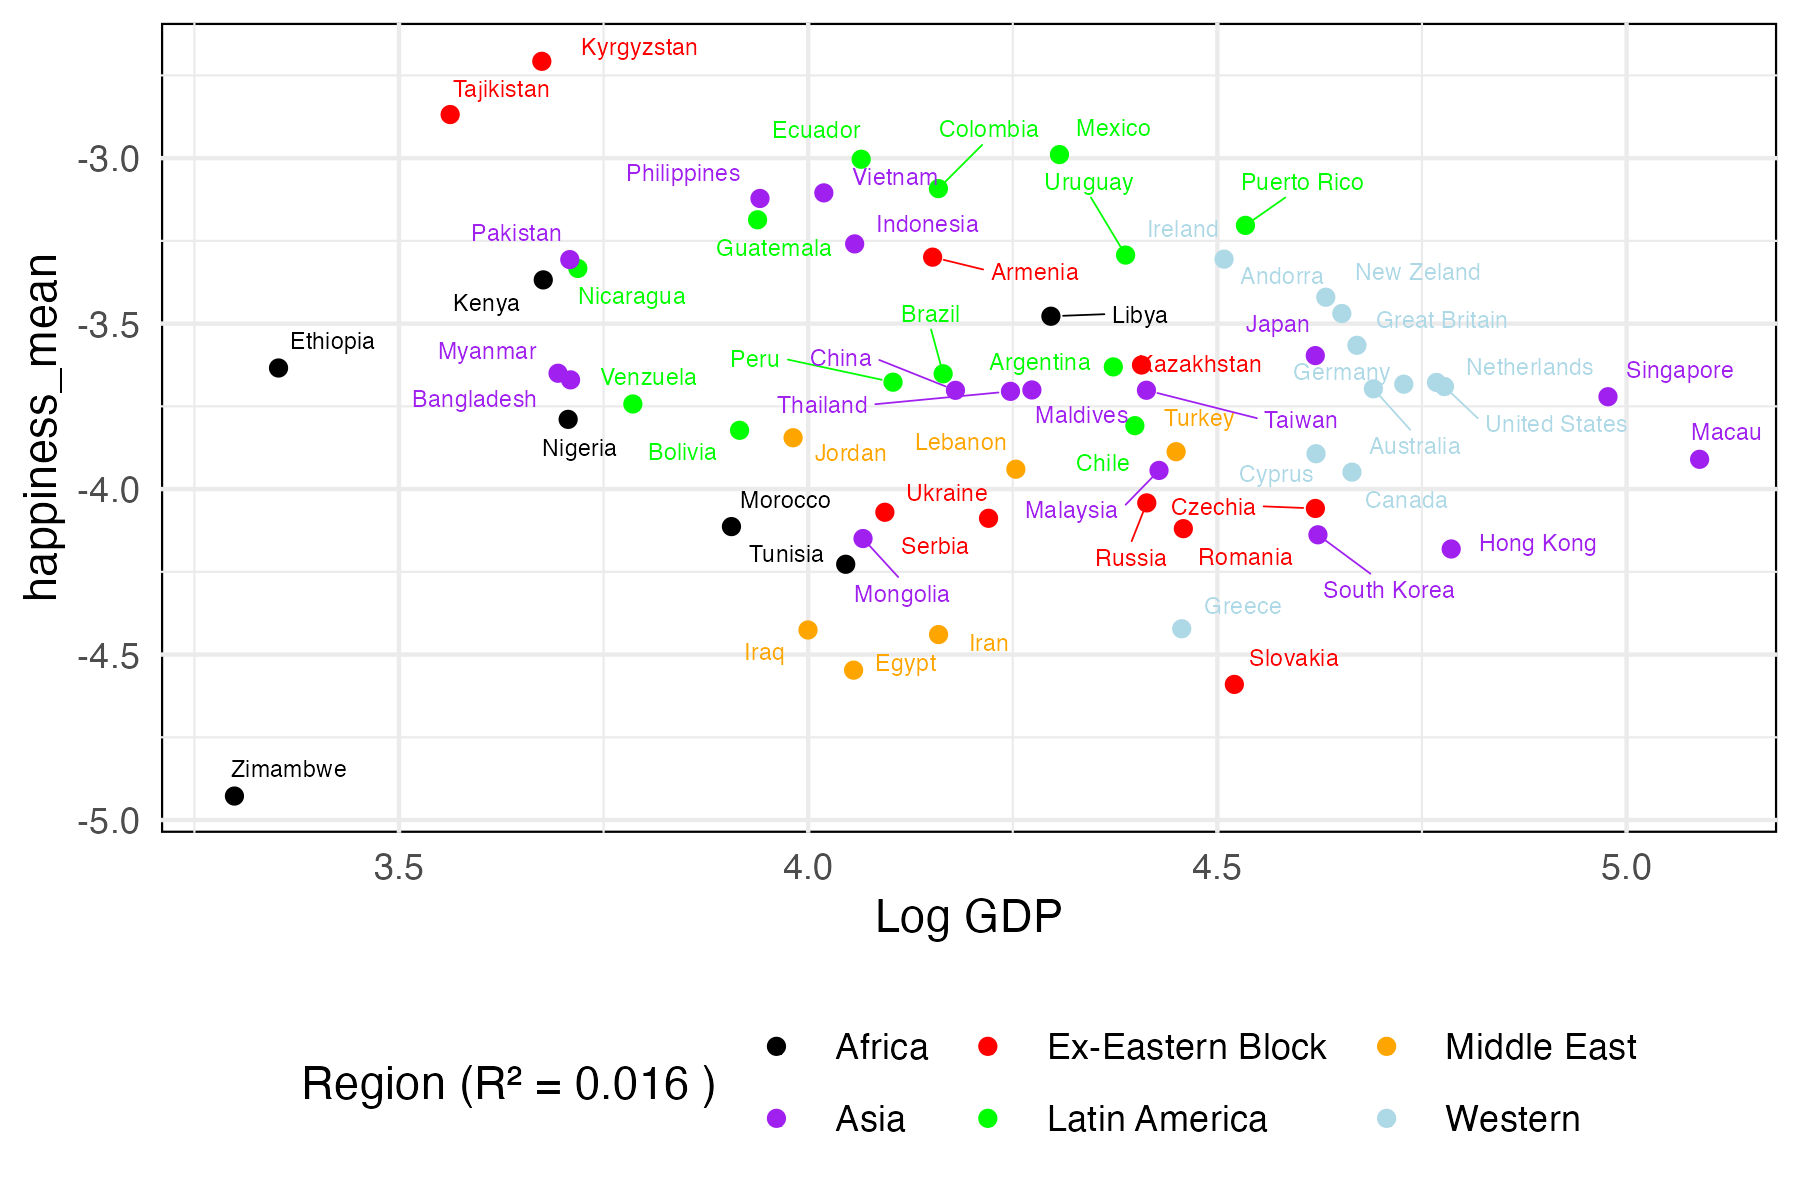 Kyrgyzstan
Tajikistan
Ecuador
Colombia
Mexico
-3.0
Philippines
Vietnam
Uruguay
Puerto Rico
Pakistan
Indonesia
Ireland
Guatemala
Armenia
Andorra
New Zeland
Kenya
Nicaragua
Brazil
Libya
-3.5
Great Britain
Japan
Ethiopia
Myanmar
Peru
China
Argentina
Kazakhstan
Germany
Netherlands
Singapore
Venzuela
Bangladesh
Thailand
Maldives
Turkey
Taiwan
United States
Macau
Nigeria
Bolivia
Jordan
Lebanon
Chile
Australia
Cyprus
-4.0
Morocco
Ukraine
Malaysia
Czechia
Canada
Tunisia
Serbia
Russia
Romania
Hong Kong
Mongolia
South Korea
Greece
-4.5
Iraq
Egypt
Iran
Slovakia
Zimambwe
-5.0
happiness_mean
3.5 4.0 4.5 5.0
Log GDP
Region (R² = 0.016 )
Africa
Ex-Eastern Block
Middle East
Asia
Latin America
Western